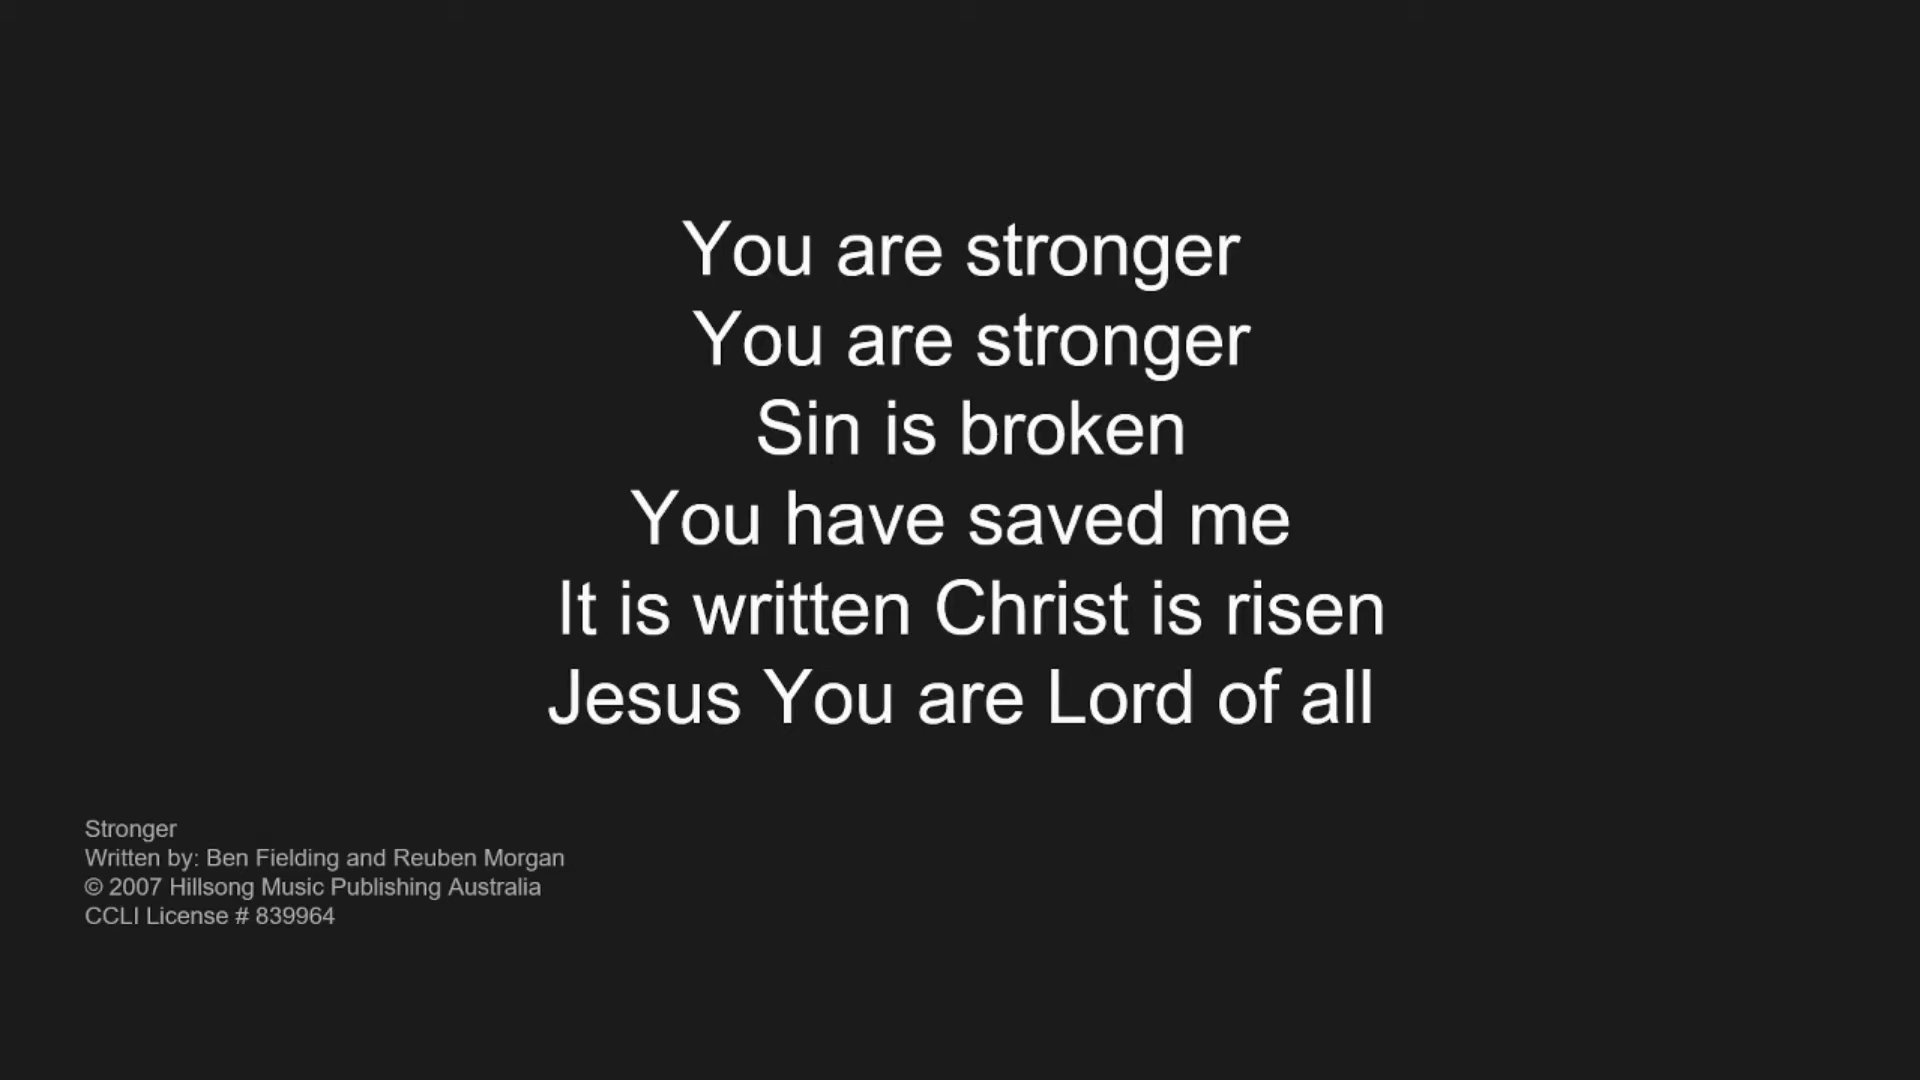 You are stronger
You are stronger
Sin is broken
You have saved me
It is written Christ is risen
Jesus You are Lord of all
Stronger
Written by: Ben Fielding and Reuben Morgan
© 2007 Hillsong Music Publishing Australia
CCLI License # 839964